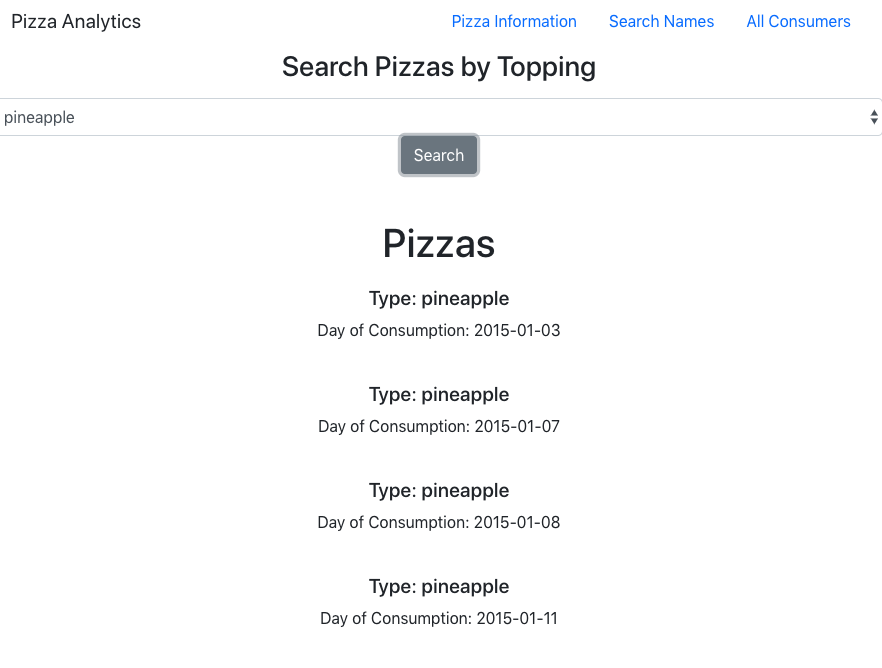 Pizza Analytics Pizza Information Search Names All Consumers
Search Pizzas by Topping
pineapple
Search
Pizzas
Type: pineapple
Day of Consumption: 2015-01-03
Type: pineapple
Day of Consumption: 2015-01-07
Type: pineapple
Day of Consumption: 2015-01-08
Type: pineapple
Day of Consumption: 2015-01-11